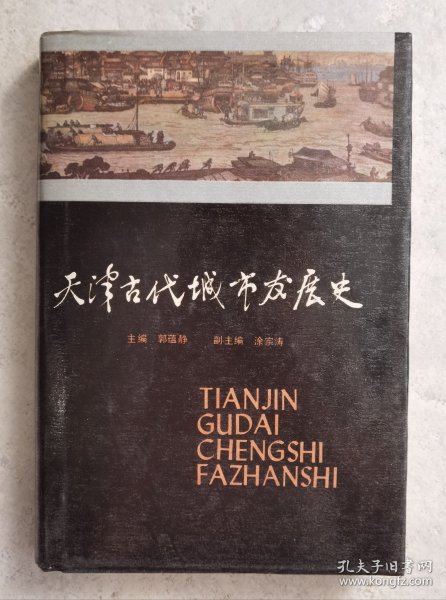 天津古代城市发展史
主编 郭蕴静 副主编 涂宗涛
TIANJIN
GUDAI
CHENGSHI
FAZHANSHI
孔夫子旧书网
www.kongfz.com